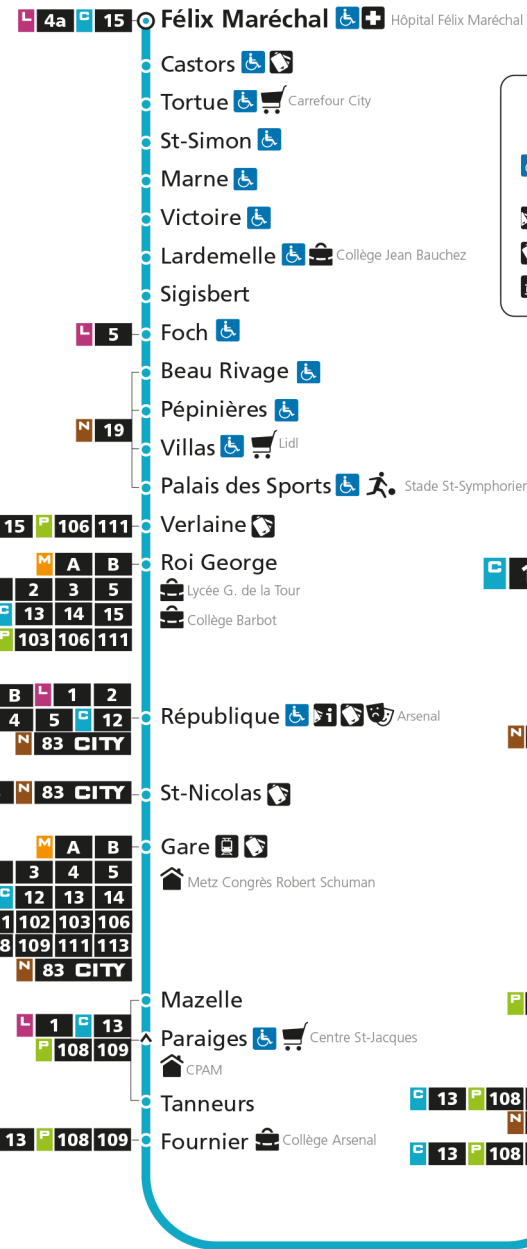 L 4a C 15 Félix Maréchal Hôpital Félix Maréchal
Castors
Tortue Carrefour City
St-Simon
Marne
Victoire
Lardemelle Collège Jean Bauchez
Sigisbert
L 5 Foch
Beau Rivage
Pépinières
N 19
Villas Lidl
Palais des Sports Stade St-Symphorien
15 P 106 111 Verlaine
M A B Roi George
2 3 5 Lycée G. de la Tour
C 13 14 15 Collège Barbot
P 103 106 111
C 1
B L 1 2
4 5 C 12 République i Arsenal
N 83 CITY
N
N 83 CITY St-Nicolas
M A B Gare
3 4 5 Metz Congrès Robert Schuman
C 12 13 14
1 102 103 106
8 109 111 113
N 83 CITY
Mazelle
P
L 1 C 13 Paraiges Centre St-Jacques
P 108 109 CPAM
Tanneurs
C 13 P 108
N
13 P 108 109 Fournier Collège Arsenal
C 13 P 108